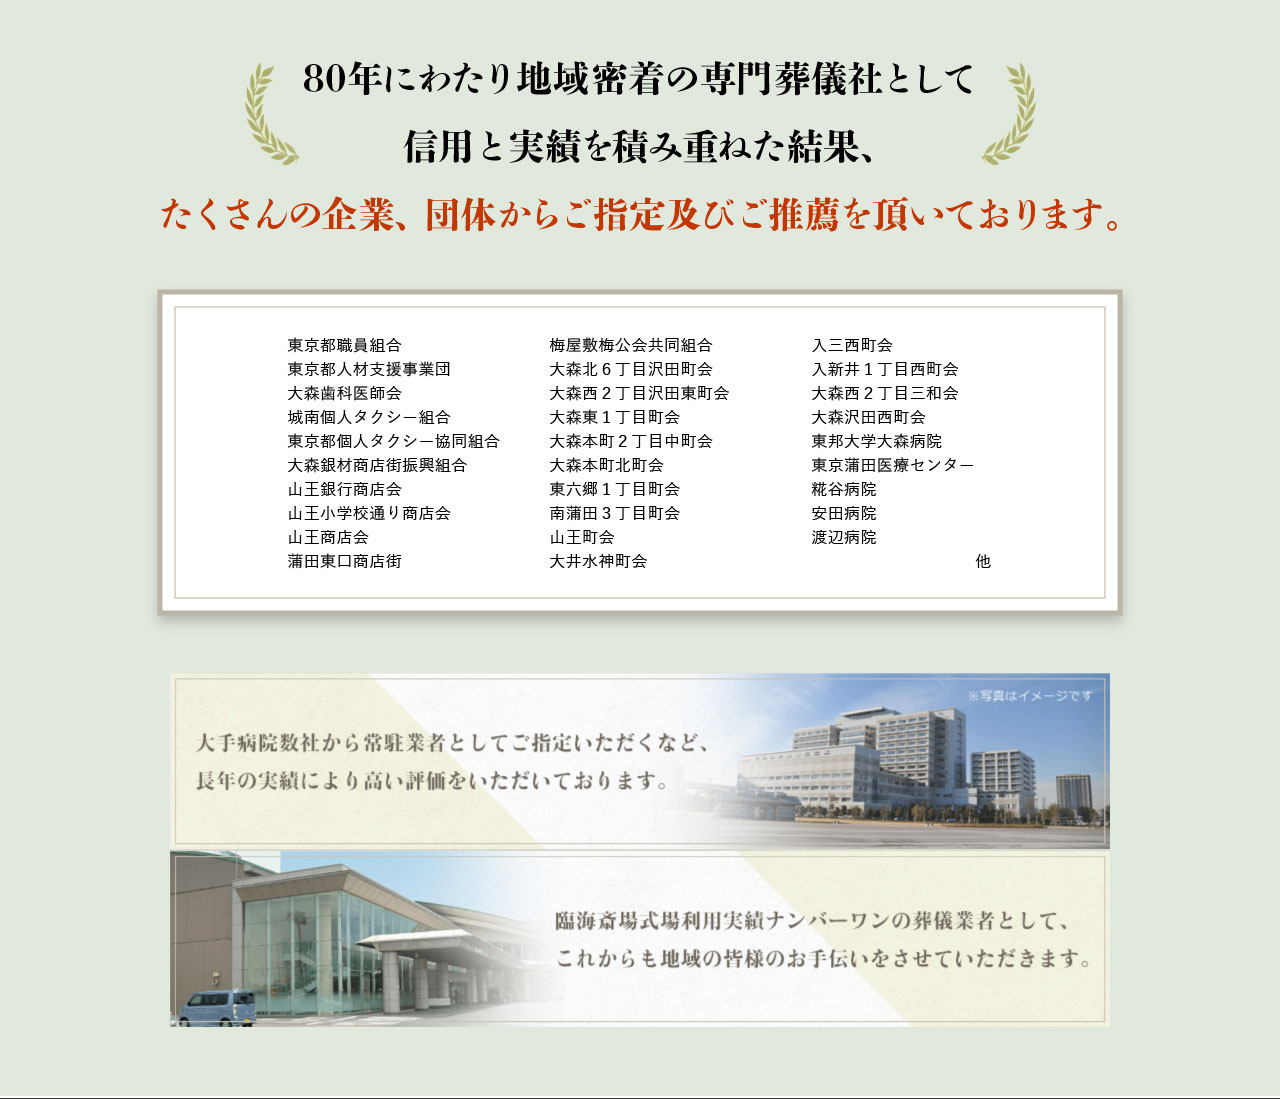 80年にわたり地域密着の専門葬儀社として
信用と実績を積み重ねた結果、
たくさんの企業、団体からご指定及びご推薦を頂いております。
東京都職員組合
東京都人材支援事業団
大森歯科医師会
城南個人タクシー組合
東京都個人タクシー協同組合
大森銀材商店街振興組合
山王銀行商店会
山王小学校通り商店会
山王商店会
蒲田東口商店街
梅屋敷梅公会共同組合
大森北６丁目沢田町会
大森西２丁目沢田東町会
大森東１丁目町会
大森本町２丁目中町会
大森本町北町会
東六郷１丁目町会
南蒲田３丁目町会
山王町会
大井水神町会
入三西町会
入新井１丁目西町会
大森西２丁目三和会
大森沢田西町会
東邦大学大森病院
東京蒲田医療センター
糀谷病院
安田病院
渡辺病院
他
※写真はイメージです
大手病院数社から常駐業者としてご指定いただくなど、
長年の実績により高い評価をいただいております。
臨海斎場式場利用実績ナンバーワンの葬儀業者として、
これからも地域の皆様のお手伝いをさせていただきます。